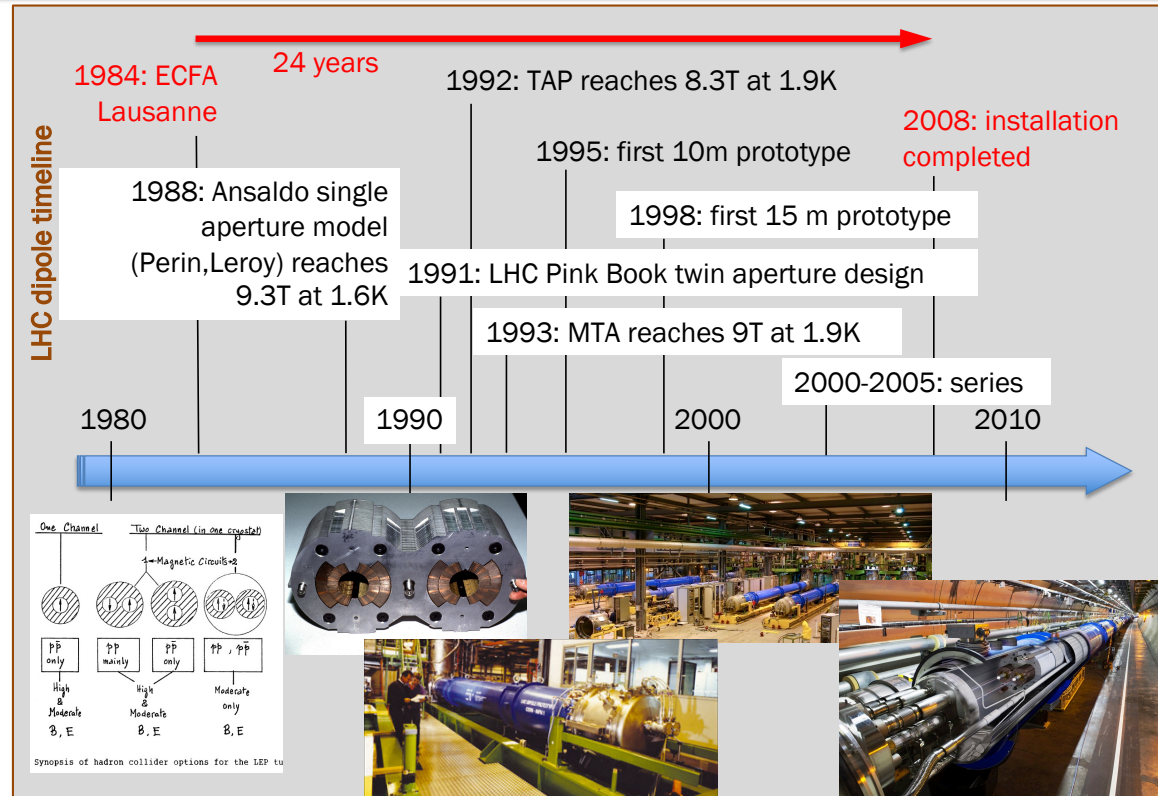 LHC dipole timeline
24 years
1984: ECFA
Lausanne
1992: TAP reaches 8.3T at 1.9K
2008: installation
completed
1995: first 10m prototype
1988: Ansaldo single
aperture model
(Perin,Leroy) reaches
9.3T at 1.6K
1998: first 15 m prototype
1991: LHC Pink Book twin aperture design
1993: MTA reaches 9T at 1.9K
2000-2005: series
1980
1990
2000
2010
One Channel
Two Channel (in one cryostat)
1 Magnetic Circuits 2
pp̄
only
pp
mainly
pp̄
only
pp, pp̄
High
&
Moderate
B, E
High
&
Moderate
B, E
Moderate
only
B, E
Synopsis of hadron collider options for the LEP tu